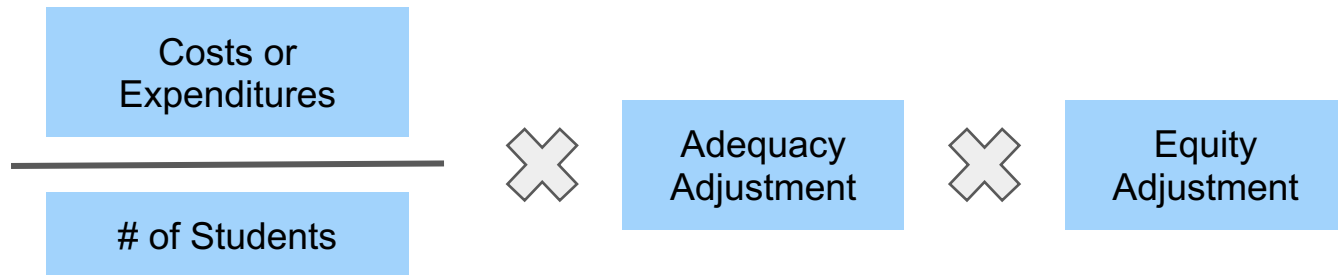 Costs or
Expenditures
# of Students
Adequacy
Adjustment
Equity
Adjustment